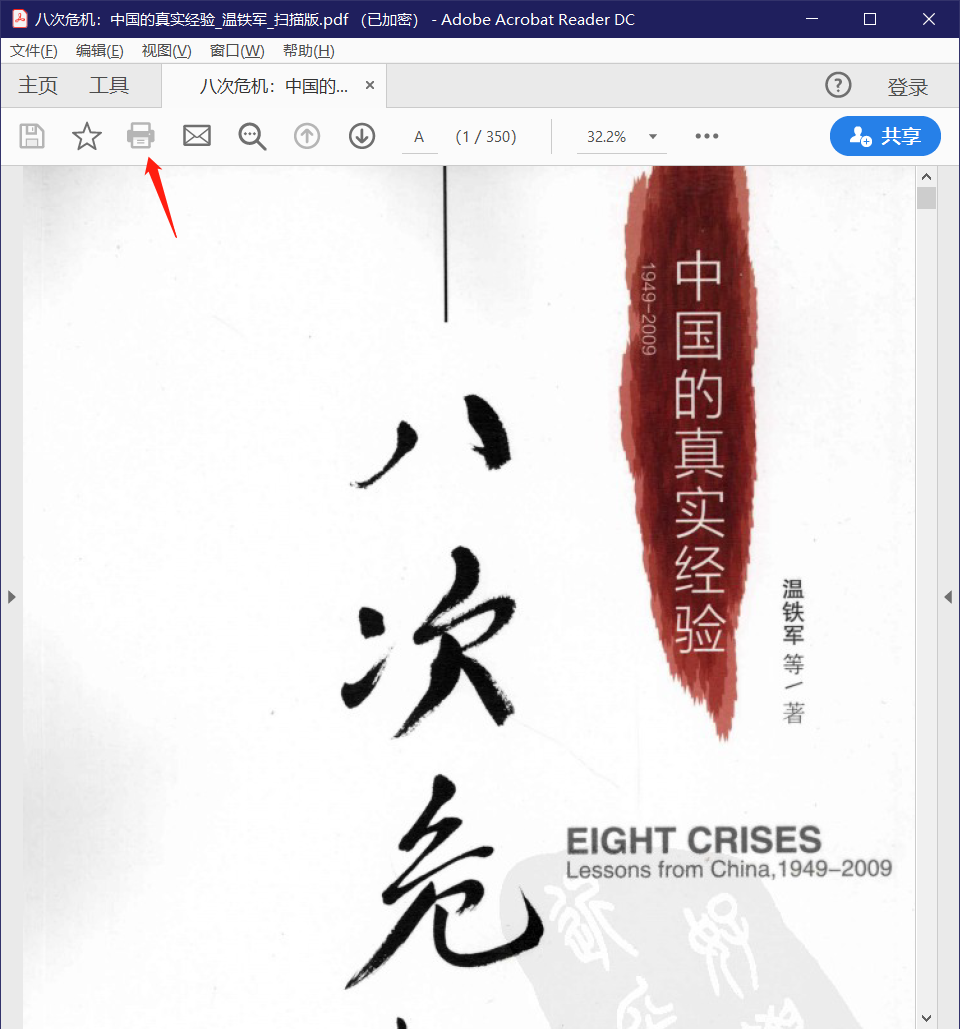 八次危机：中国的真实经验_温铁军_扫描版.pdf （已加密） - Adobe Acrobat Reader DC
文件(F) 编辑(E) 视图(V) 窗口(W) 帮助(H)
主页 工具 八次危机：中国的... × ? 登录
A (1 / 350) 32.2% 共享
中国的真实经验
1949-2009
八次危
温铁军 等/著
EIGHT CRISES
Lessons from China,1949-2009